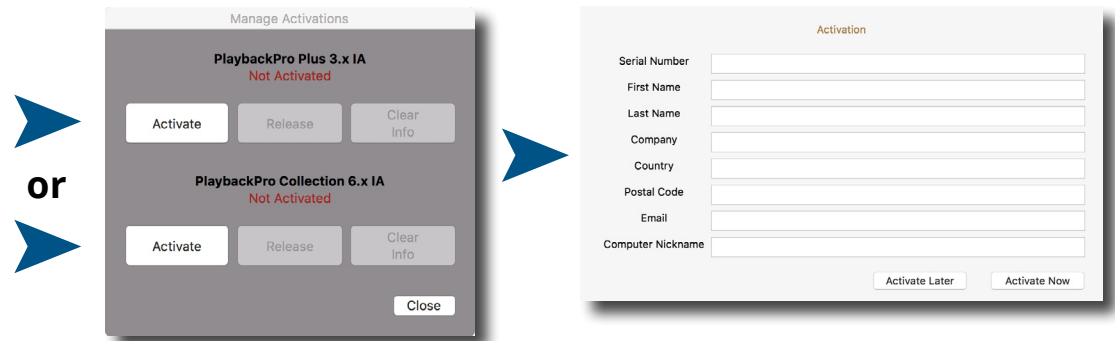 or
Manage Activations
PlaybackPro Plus 3.x IA
Not Activated
Activate
Release
Clear
Info
PlaybackPro Collection 6.x IA
Not Activated
Activate
Release
Clear
Info
Close
Activation
Serial Number
First Name
Last Name
Company
Country
Postal Code
Email
Computer Nickname
Activate Later
Activate Now